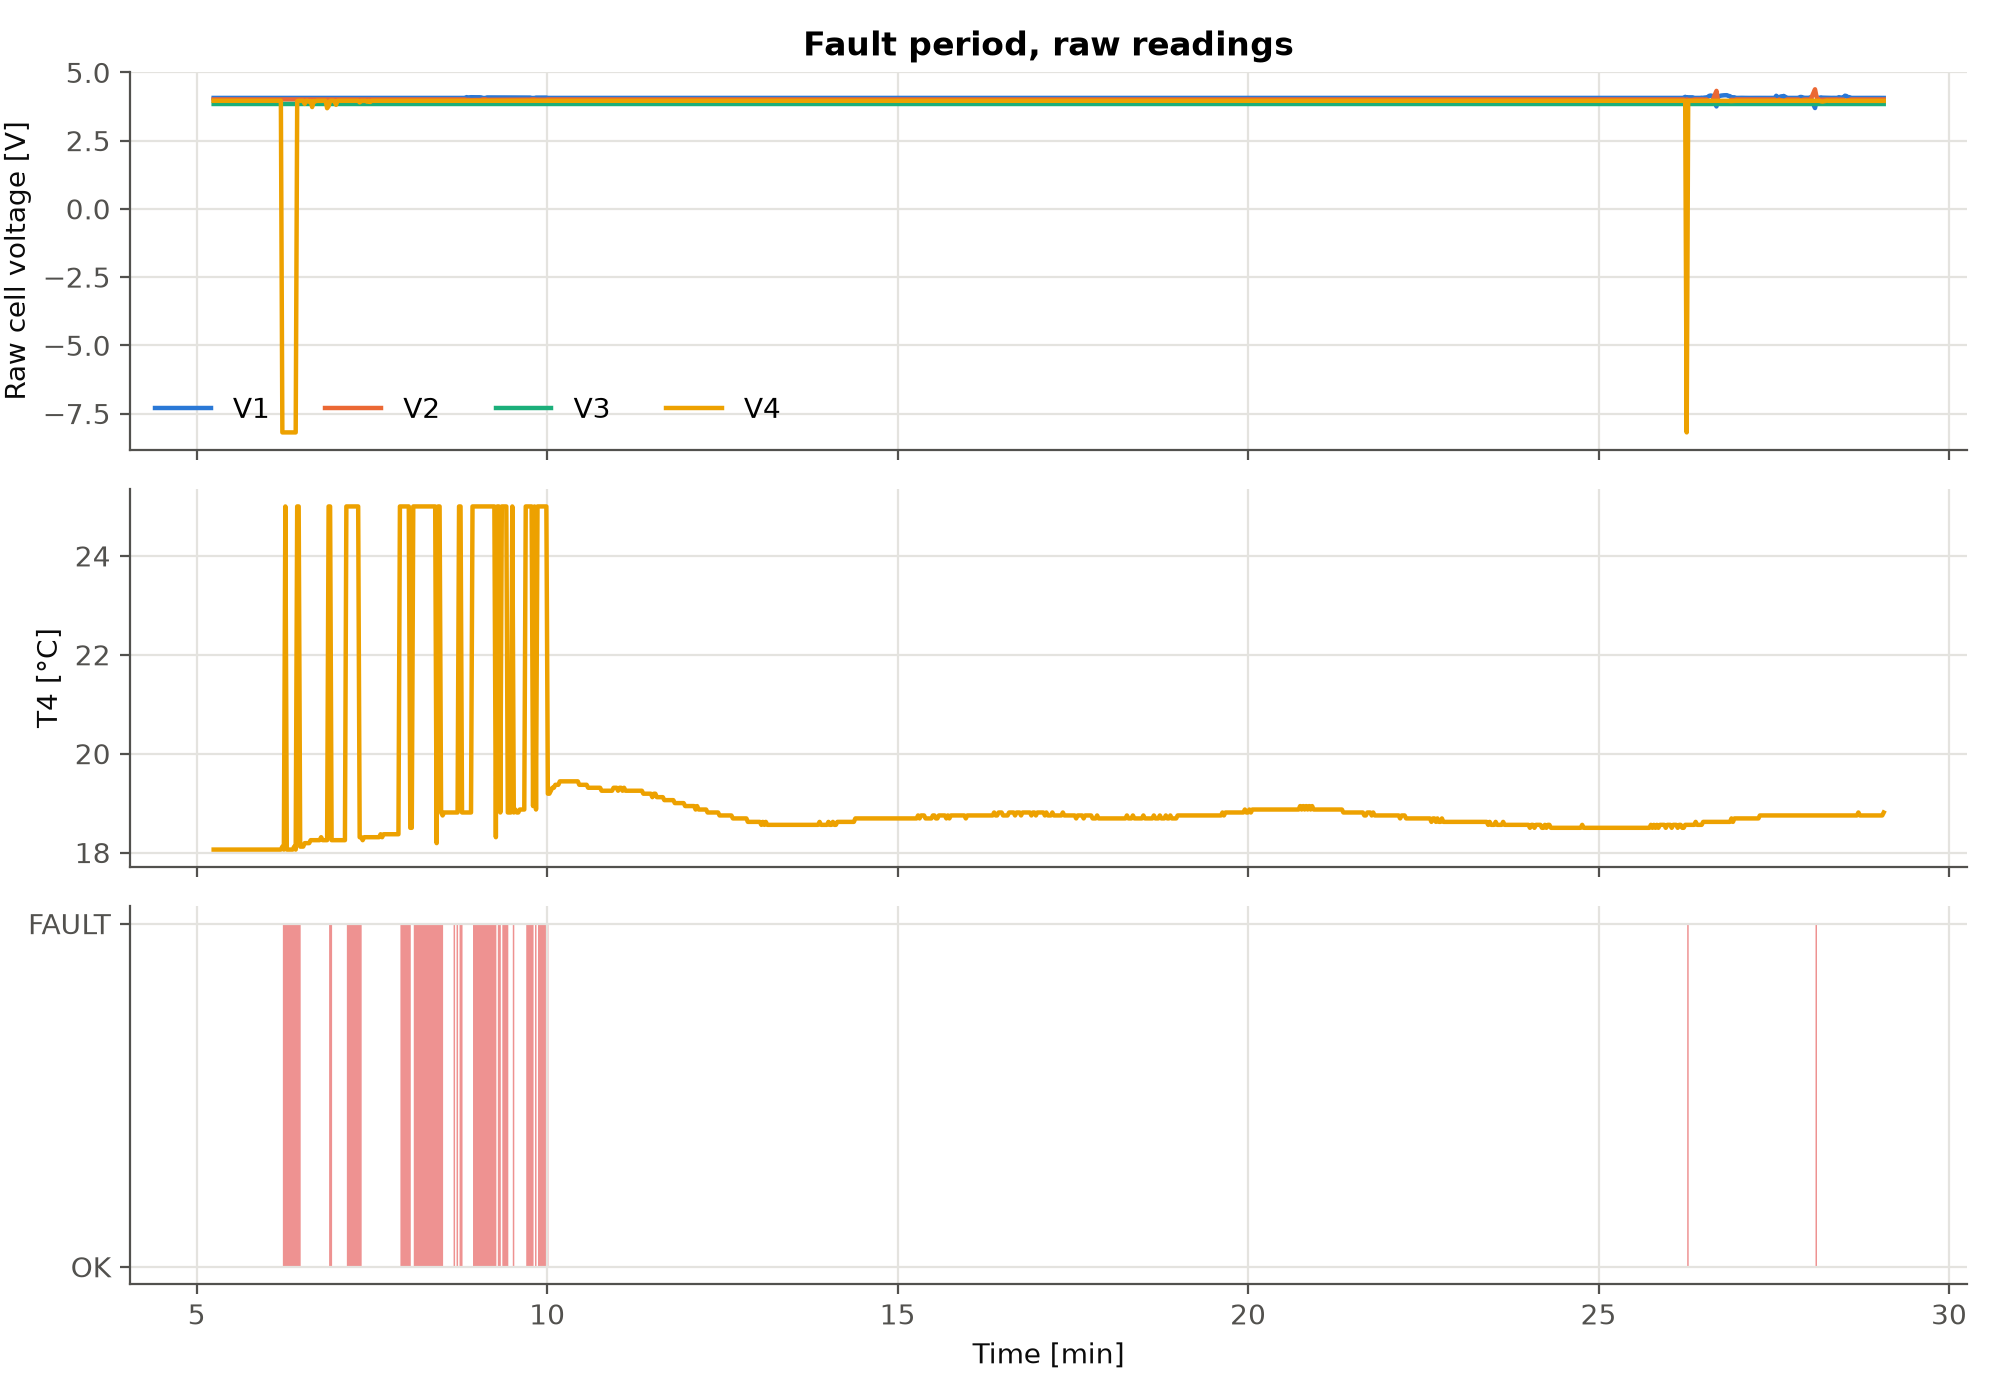 Fault period, raw readings
Raw cell voltage [V]
5.0
2.5
0.0
−2.5
−5.0
−7.5
V1 V2 V3 V4
T4 [°C]
24
22
20
18
FAULT
OK
5 10 15 20 25 30
Time [min]